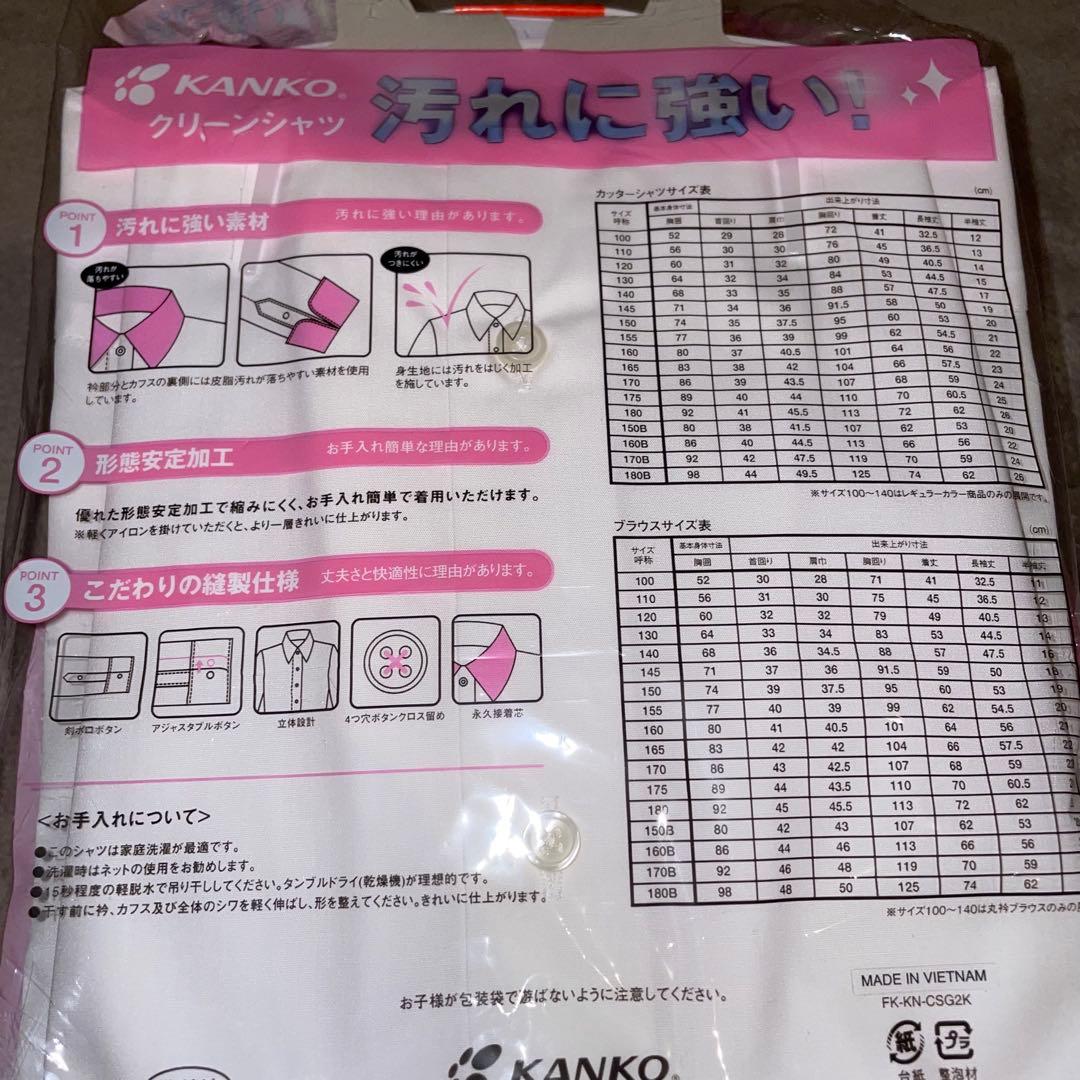 KANKO®
クリーンシャツ
汚れに強い!
POINT 1
汚れに強い素材
汚れに強い理由があります。
汚れが
落ちやすい
汚れが
つきにくい
衿部分とカフスの裏側には皮脂汚れが落ちやすい素材を使用
しています。
身生地には汚れをはじく加工
を施しています。
POINT 2
形態安定加工
お手入れ簡単な理由があります。
優れた形態安定加工で縮みにくく、お手入れ簡単で着用いただけます。
※軽くアイロンを掛けていただくと、より一層きれいに仕上がります。
POINT 3
こだわりの縫製仕様
丈夫さと快適性に理由があります。
剣ボロボタン
アジャスタブルボタン
立体設計
4つ穴ボタンクロス留め
永久接着芯
<お手入れについて>
●このシャツは家庭洗濯が最適です。
●洗濯時はネットの使用をお勧めします。
●15秒程度の軽脱水で吊り干ししてください。タンブルドライ(乾燥機)が理想的です。
●干す前に衿、カフス及び全体のシワを軽く伸ばし、形を整えてください。きれいに仕上がります。
カッターシャツサイズ表
(cm)
サイズ呼称 基本身体寸法 出来上がり寸法
胸囲 首回り 肩巾 胸回り 着丈 長袖丈 半袖丈
100 52 29 28 72 41 32.5 12
110 56 30 30 76 45 36.5 13
120 60 31 32 80 49 40.5 14
130 64 32 34 84 53 44.5 15
140 68 33 35 88 57 47.5 17
145 71 34 36 91.5 58 50 19
150 74 35 37.5 95 60 53 20
155 77 36 39 99 62 54.5 21
160 80 37 40.5 101 64 56 22
165 83 38 42 104 66 57.5 23
170 86 39 43.5 107 68 59 24
175 89 40 44 110 70 60.5 25
180 92 41 45.5 113 72 62 26
150B 80 38 41.5 107 62 53 20
160B 86 40 44.5 113 66 56 22
170B 92 42 47.5 119 70 59 24
180B 98 44 49.5 125 74 62 26
※サイズ100~140はレギュラーカラー商品のみの展開です。
ブラウスサイズ表
(cm)
サイズ呼称 基本身体寸法 出来上がり寸法
胸囲 首回り 肩巾 胸回り 着丈 長袖丈 半袖丈
100 52 30 28 71 41 32.5 11
110 56 31 30 75 45 36.5 12
120 60 32 32 79 49 40.5 13
130 64 33 34 83 53 44.5 14
140 68 36 34.5 88 57 47.5 16
145 71 37 36 91.5 59 50 18
150 74 39 37.5 95 60 53 19
155 77 40 39 99 62 54.5 20
160 80 41 40.5 101 64 56
165 83 42 42 104 66 57.5
170 86 43 42.5 107 68 59
175 89 44 43.5 110 70 60.5
180 92 45 45.5 113 72 62
150B 80 42 43 107 62 53
160B 86 44 46 113 66 56
170B 92 46 48 119 70 59
180B 98 48 50 125 74 62
※サイズ100~140は丸衿ブラウスのみの
お子様が包装袋で遊ばないように注意してください。
MADE IN VIETNAM
FK-KN-CSG2K
紙 プラ
台紙 整泡材
KANKO®